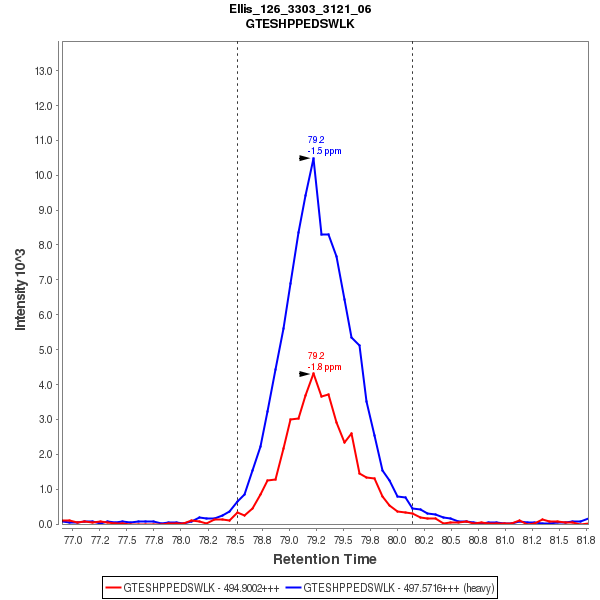 Ellis_126_3303_3121_06
GTESHPPEDSWLK
13.0
12.0
11.0
10.0
9.0
8.0
7.0
6.0
5.0
4.0
3.0
2.0
1.0
0.0
Intensity 10^3
79.2
-1.5 ppm
79.2
-1.8 ppm
77.0 77.2 77.5 77.8 78.0 78.2 78.5 78.8 79.0 79.2 79.5 79.8 80.0 80.2 80.5 80.8 81.0 81.2 81.5 81.8
Retention Time
GTESHPPEDSWLK - 494.9002+++ GTESHPPEDSWLK - 497.5716+++ (heavy)